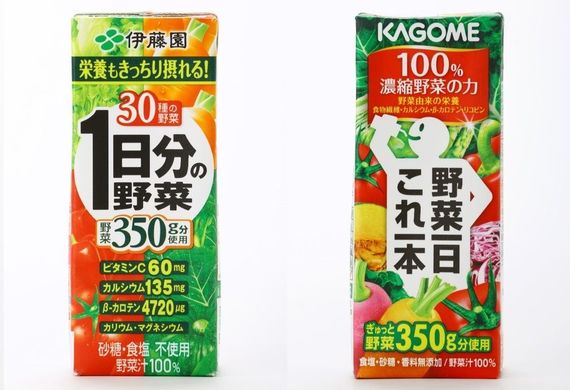 伊藤園
栄養もきっちり摂れる!
30種の野菜
1日分の
野菜
野菜350g分使用
ビタミンC 60mg
カルシウム 135mg
β-カロテン 4720μg
カリウム・マグネシウム
砂糖・食塩 不使用
野菜汁100%
KAGOME
100%
濃縮野菜の力
野菜由来の栄養
食物繊維・カルシウム・β-カロテン・リコピン
野菜一日
これ一本
ぎゅっと
野菜350g分使用
食塩・砂糖・香料無添加/野菜汁100%